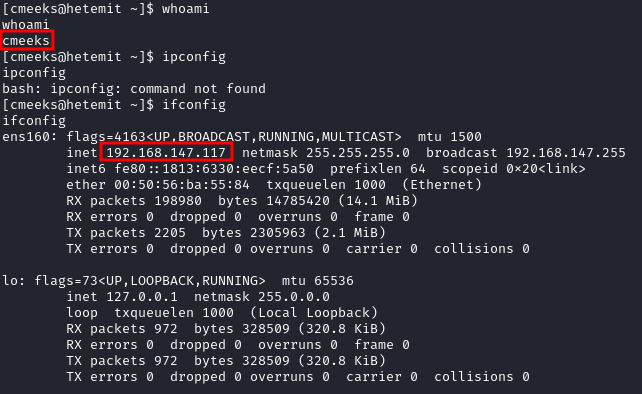 [cmeeks@hetemit ~]$ whoami
whoami
cmeeks
[cmeeks@hetemit ~]$ ipconfig
ipconfig
bash: ipconfig: command not found
[cmeeks@hetemit ~]$ ifconfig
ifconfig
ens160: flags=4163<UP,BROADCAST,RUNNING,MULTICAST>  mtu 1500
        inet 192.168.147.117  netmask 255.255.255.0  broadcast 192.168.147.255
        inet6 fe80::1813:6330:eecf:5a50  prefixlen 64  scopeid 0×20<link>
        ether 00:50:56:ba:55:84  txqueuelen 1000  (Ethernet)
        RX packets 198980  bytes 14785420 (14.1 MiB)
        RX errors 0  dropped 0  overruns 0  frame 0
        TX packets 2205  bytes 2305963 (2.1 MiB)
        TX errors 0  dropped 0 overruns 0  carrier 0  collisions 0

lo: flags=73<UP,LOOPBACK,RUNNING>  mtu 65536
        inet 127.0.0.1  netmask 255.0.0.0
        loop  txqueuelen 1000  (Local Loopback)
        RX packets 972  bytes 328509 (320.8 KiB)
        RX errors 0  dropped 0  overruns 0  frame 0
        TX packets 972  bytes 328509 (320.8 KiB)
        TX errors 0  dropped 0 overruns 0  carrier 0  collisions 0